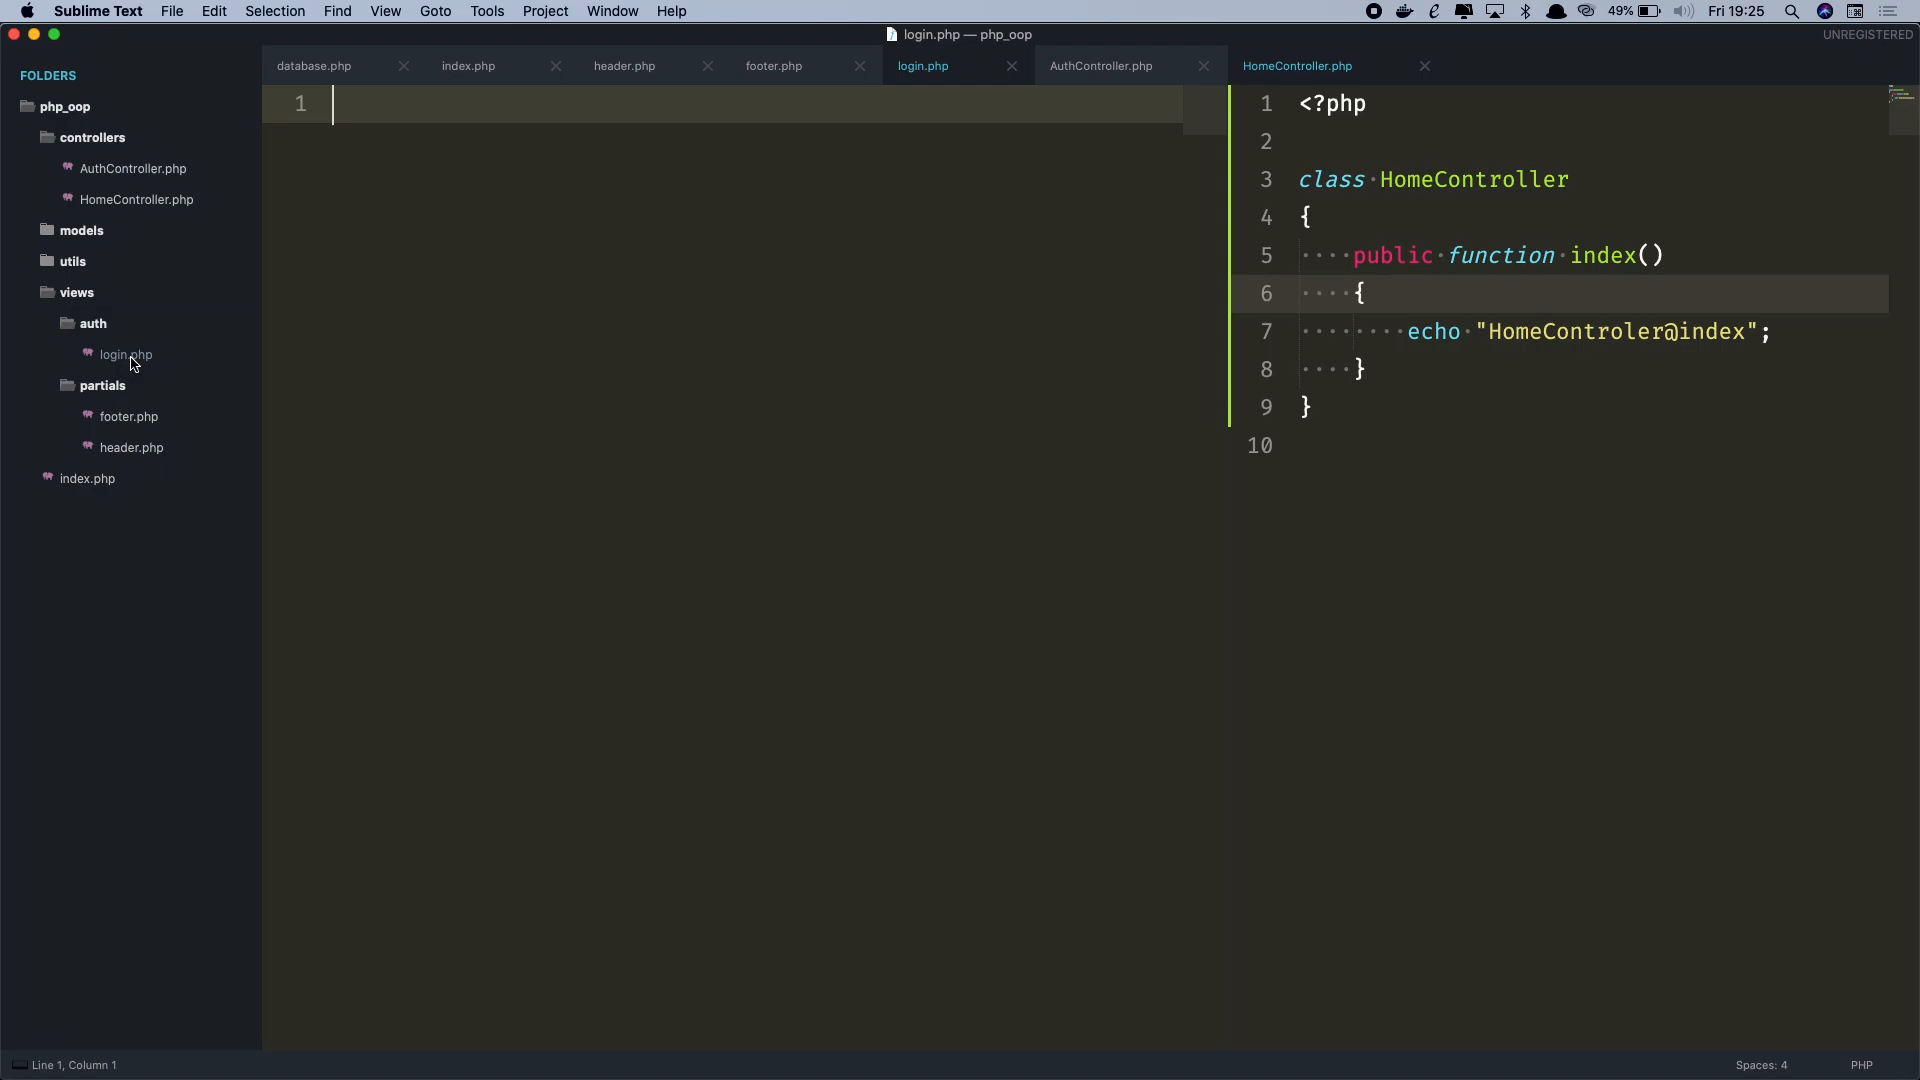 Sublime Text File Edit Selection Find View Goto Tools Project Window Help 49% Fri 19:25
login.php — php_oop UNREGISTERED
FOLDERS
php_oop
controllers
AuthController.php
HomeController.php
models
utils
views
auth
login.php
partials
footer.php
header.php
index.php
database.php index.php header.php footer.php login.php AuthController.php HomeController.php
1
1 <?php
2
3 class HomeController
4 {
5 public function index()
6 {
7 echo "HomeControler@index";
8 }
9 }
10
Line 1, Column 1 Spaces: 4 PHP